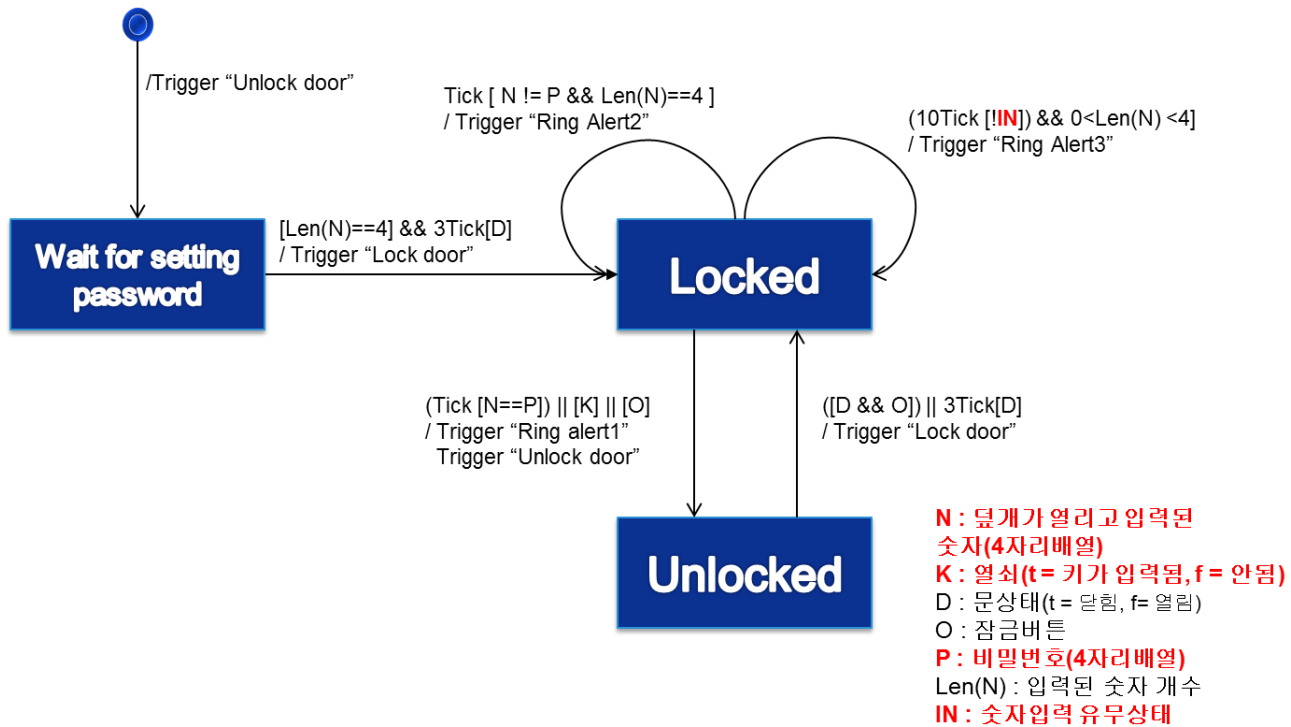 /Trigger “Unlock door”
Tick [ N != P && Len(N)==4 ]
/ Trigger “Ring Alert2”
(10Tick [!IN]) && 0<Len(N) <4]
/ Trigger “Ring Alert3”
[Len(N)==4] && 3Tick[D]
/ Trigger “Lock door”
Wait for setting
password
Locked
(Tick [N==P]) || [K] || [O]
/ Trigger “Ring alert1”
Trigger “Unlock door”
([D && O]) || 3Tick[D]
/ Trigger “Lock door”
Unlocked
N : 덮개가 열리고 입력된
숫자(4자리배열)
K : 열쇠(t = 키가 입력됨, f = 안됨)
D : 문상태(t = 닫힘, f= 열림)
O : 잠금버튼
P : 비밀번호(4자리배열)
Len(N) : 입력된 숫자 개수
IN : 숫자입력 유무상태